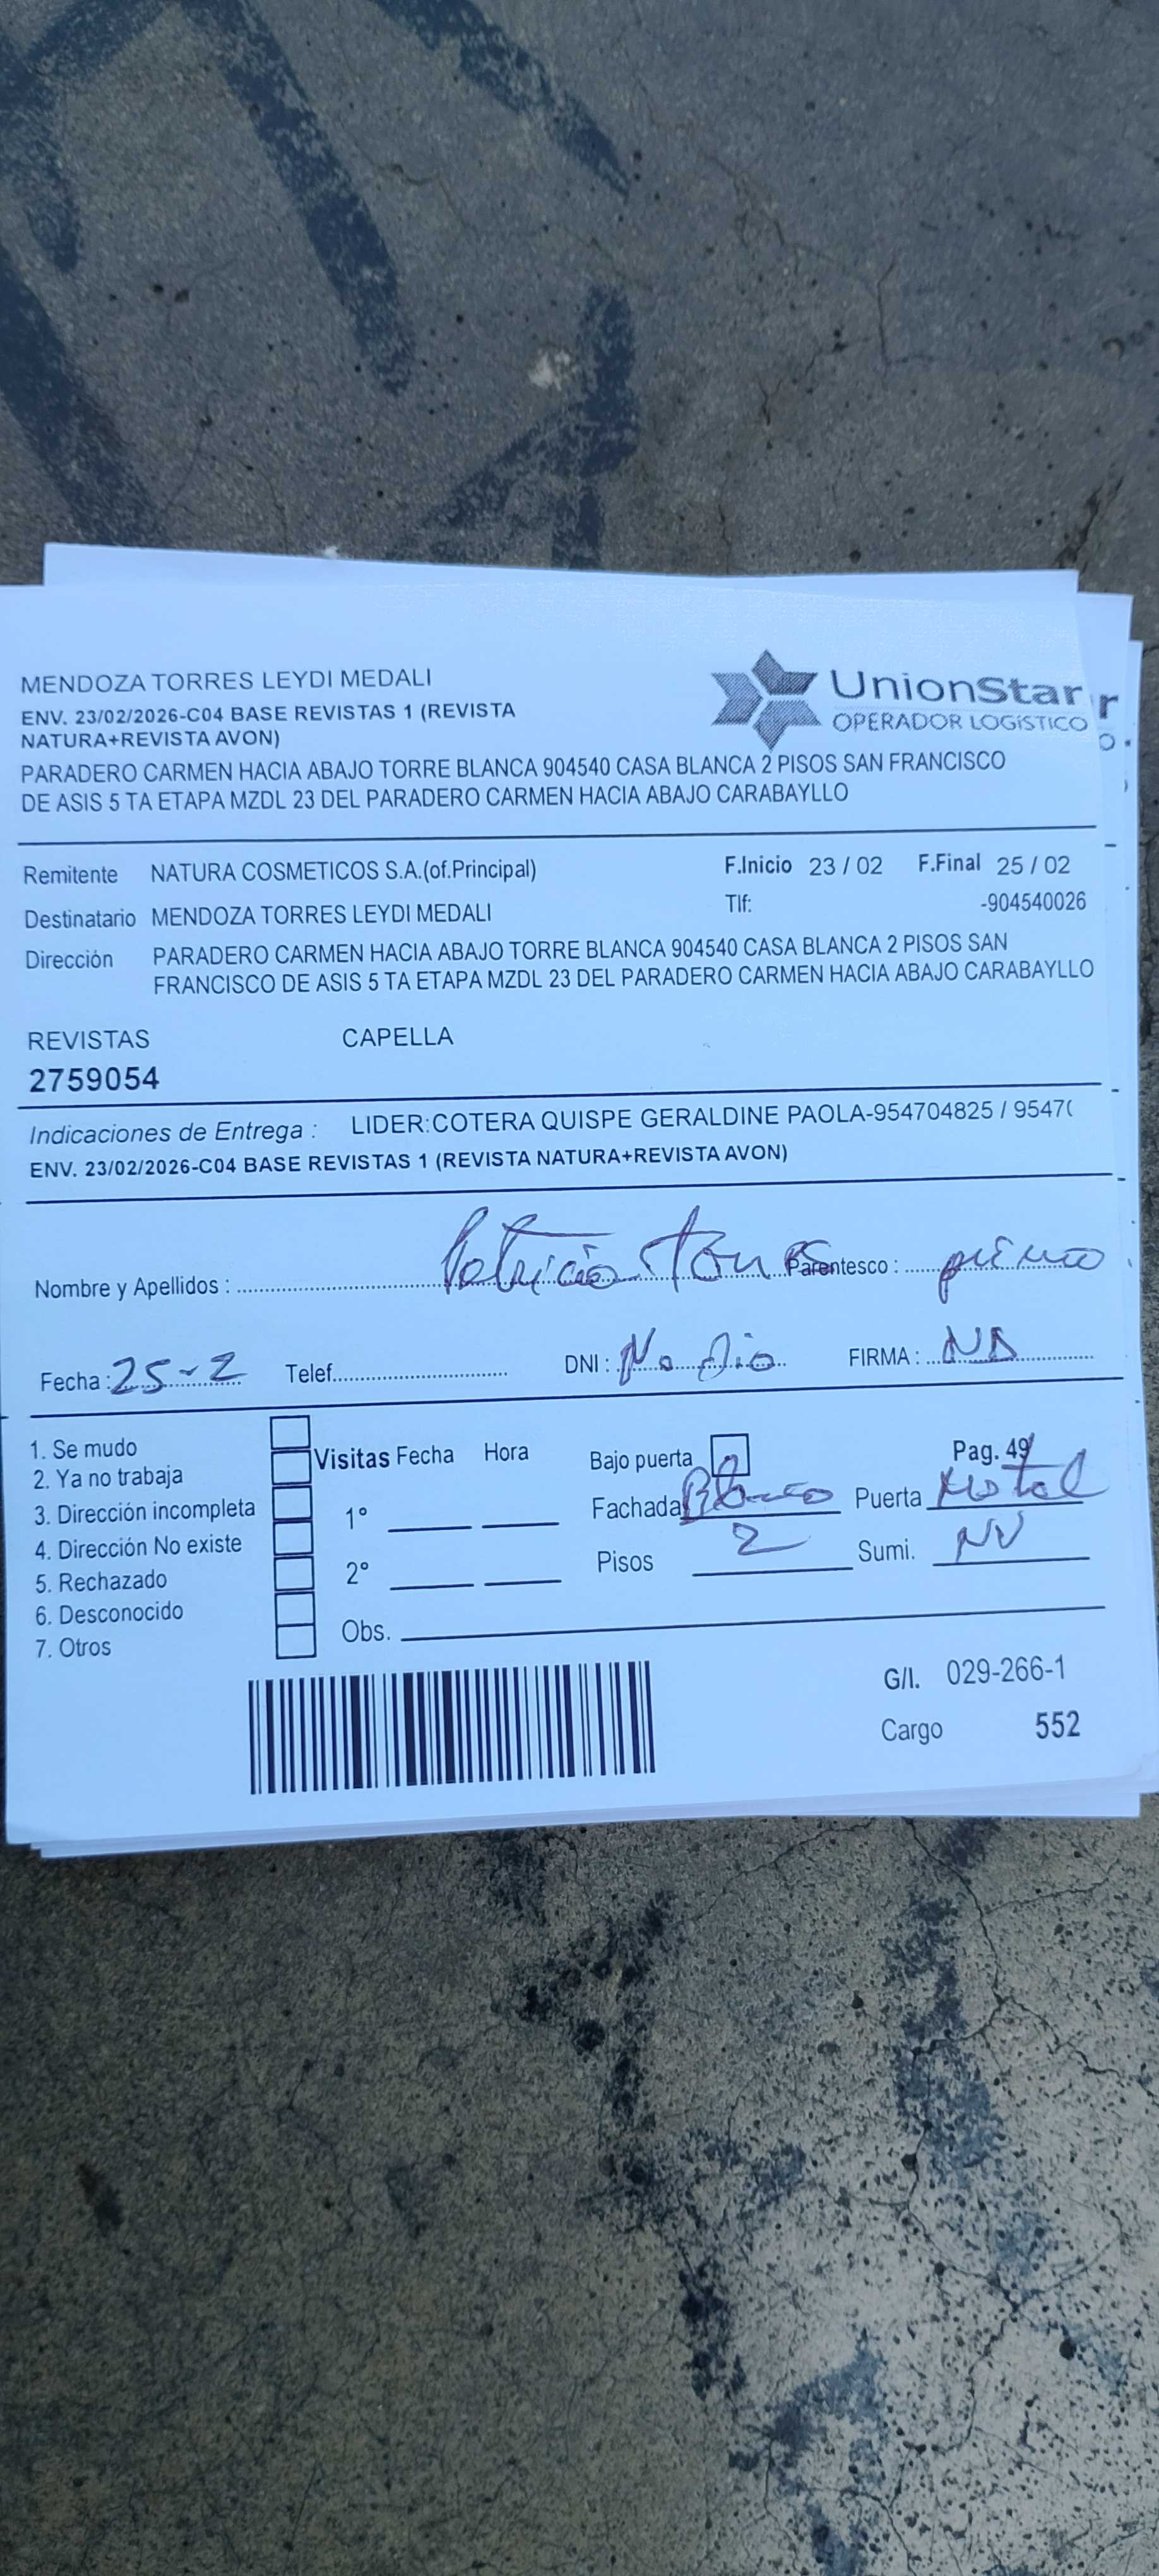 MENDOZA TORRES LEYDI MEDALI
ENV. 23/02/2026-C04 BASE REVISTAS 1 (REVISTA
NATURA+REVISTA AVON)
UnionStar
OPERADOR LOGíSTICO
PARADERO CARMEN HACIA ABAJO TORRE BLANCA 904540 CASA BLANCA 2 PISOS SAN FRANCISCO
DE ASIS 5 TA ETAPA MZDL 23 DEL PARADERO CARMEN HACIA ABAJO CARABAYLLO
Remitente NATURA COSMETICOS S.A.(of.Principal) F.Inicio 23 / 02 F.Final 25 / 02
Destinatario MENDOZA TORRES LEYDI MEDALI Tlf: -904540026
Dirección PARADERO CARMEN HACIA ABAJO TORRE BLANCA 904540 CASA BLANCA 2 PISOS SAN
FRANCISCO DE ASIS 5 TA ETAPA MZDL 23 DEL PARADERO CARMEN HACIA ABAJO CARABAYLLO
REVISTAS CAPELLA
2759054
Indicaciones de Entrega : LIDER:COTERA QUISPE GERALDINE PAOLA-954704825 / 9547(
ENV. 23/02/2026-C04 BASE REVISTAS 1 (REVISTA NATURA+REVISTA AVON)
Nombre y Apellidos : Patricia Torres Parentesco :
Fecha : 25-2 Telef. DNI : No dio FIRMA : ND
1. Se mudo
2. Ya no trabaja
3. Dirección incompleta
4. Dirección No existe
5. Rechazado
6. Desconocido
7. Otros
Visitas Fecha Hora
1°
2°
Obs.
Bajo puerta Pag. 49
Fachada Blanco Puerta Metal
Pisos 2 Sumi. NV
G/I. 029-266-1
Cargo 552